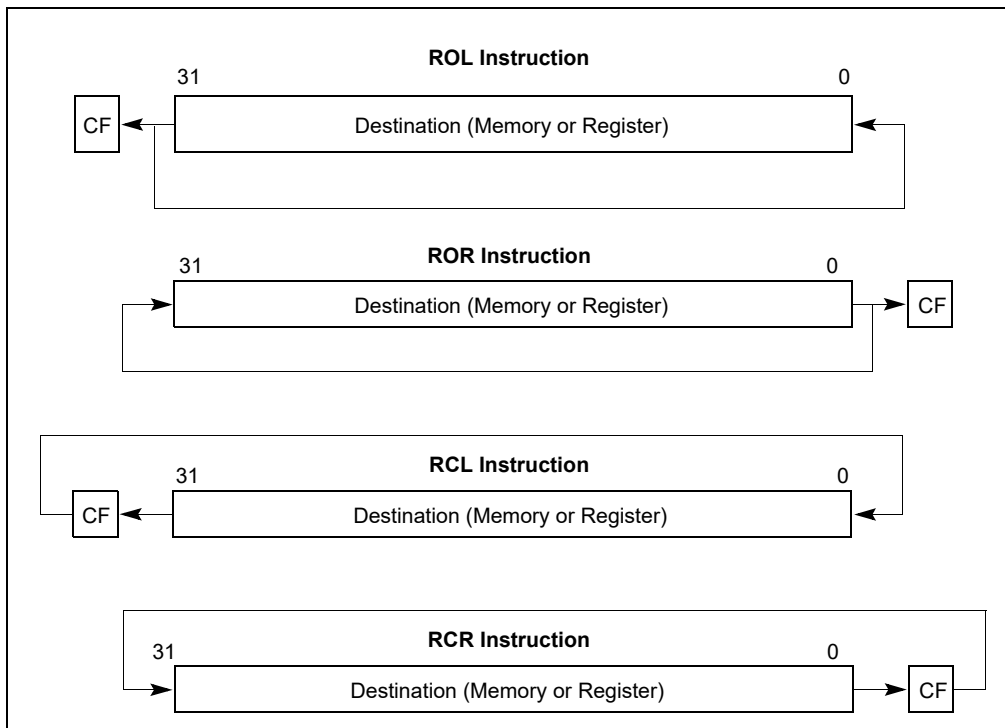 ROL Instruction
31 0
CF Destination (Memory or Register)
ROR Instruction
31 0
Destination (Memory or Register) CF
RCL Instruction
31 0
CF Destination (Memory or Register)
RCR Instruction
31 0
Destination (Memory or Register) CF